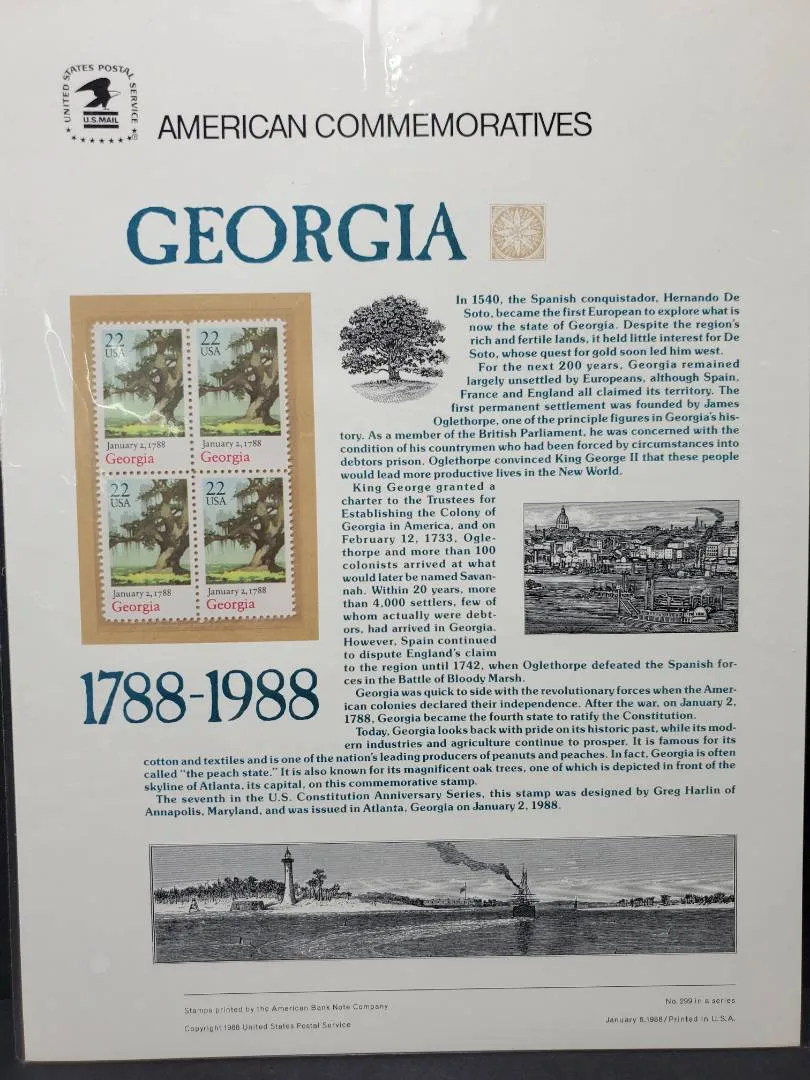 UNITED STATES POSTAL SERVICE
U.S.MAIL
AMERICAN COMMEMORATIVES
GEORGIA
22
USA
January 2, 1788
Georgia
22
USA
January 2, 1788
Georgia
22
USA
January 2, 1788
Georgia
22
USA
January 2, 1788
Georgia
1788-1988
In 1540, the Spanish conquistador, Hernando De
Soto, became the first European to explore what is
now the state of Georgia. Despite the region's
rich and fertile lands, it held little interest for De
Soto, whose quest for gold soon led him west.
For the next 200 years, Georgia remained
largely unsettled by Europeans, although Spain,
France and England all claimed its territory. The
first permanent settlement was founded by James
Oglethorpe, one of the principle figures in Georgia's his-
tory. As a member of the British Parliament, he was concerned with the
condition of his countrymen who had been forced by circumstances into
debtors prison. Oglethorpe convinced King George II that these people
would lead more productive lives in the New World.
King George granted a
charter to the Trustees for
Establishing the Colony of
Georgia in America, and on
February 12, 1733, Ogle-
thorpe and more than 100
colonists arrived at what
would later be named Savan-
nah. Within 20 years, more
than 4,000 settlers, few of
whom actually were debt-
ors, had arrived in Georgia.
However, Spain continued
to dispute England's claim
to the region until 1742, when Oglethorpe defeated the Spanish for-
ces in the Battle of Bloody Marsh.
Georgia was quick to side with the revolutionary forces when the Amer-
ican colonies declared their independence. After the war, on January 2,
1788, Georgia became the fourth state to ratify the Constitution.
Today, Georgia looks back with pride on its historic past, while its mod-
ern industries and agriculture continue to prosper. It is famous for its
cotton and textiles and is one of the nation's leading producers of peanuts and peaches. In fact, Georgia is often
called "the peach state." It is also known for its magnificent oak trees, one of which is depicted in front of the
skyline of Atlanta, its capital, on this commemorative stamp.
The seventh in the U.S. Constitution Anniversary Series, this stamp was designed by Greg Harlin of
Annapolis, Maryland, and was issued in Atlanta, Georgia on January 2, 1988.
Stamps printed by the American Bank Note Company
Copyright 1988 United States Postal Service
No. 299 in a series
January 6, 1988/Printed in U.S.A.